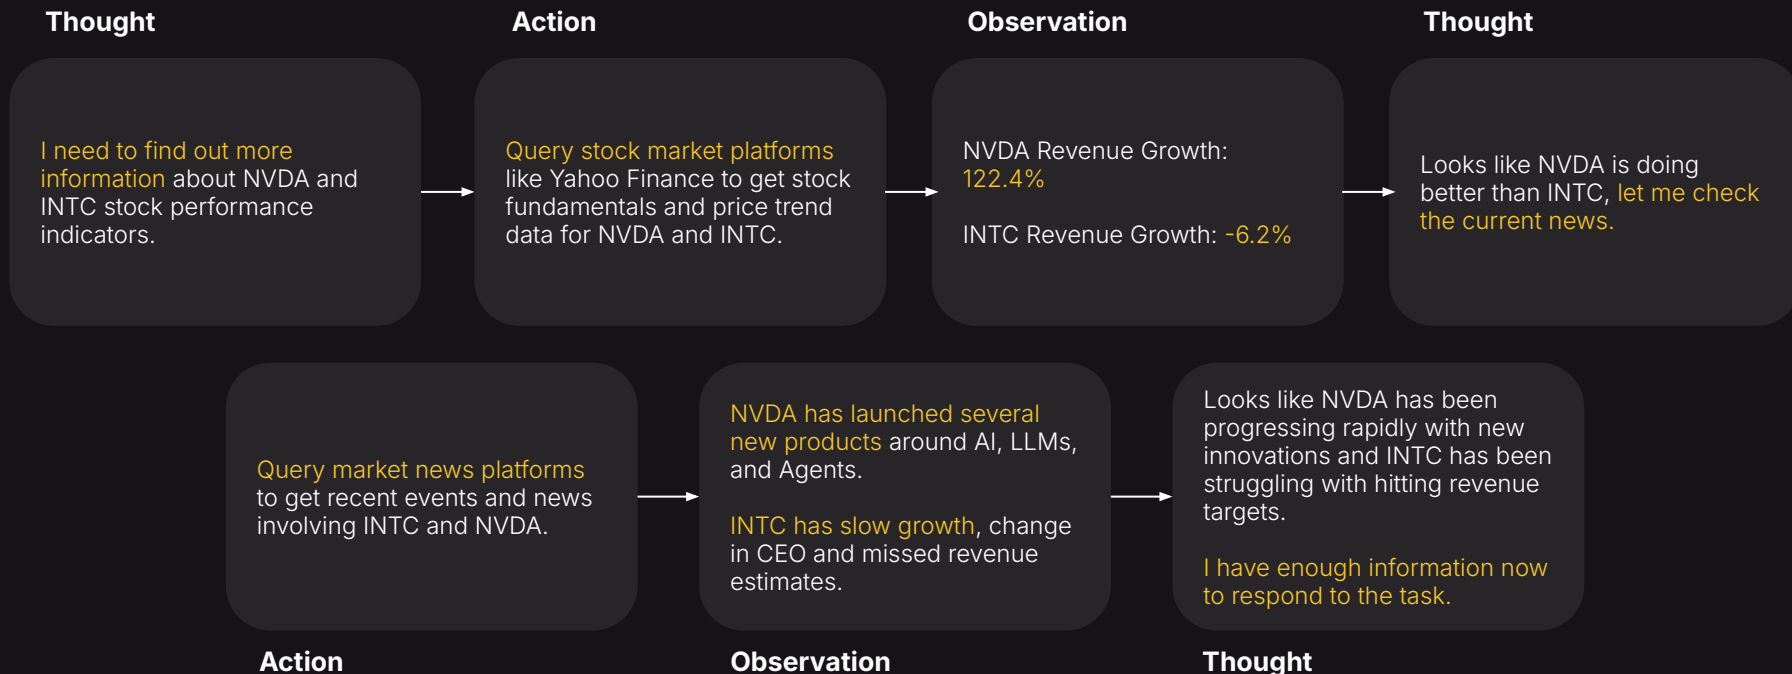 Thought
Action
Observation
Thought
I need to find out more
information about NVDA and
INTC stock performance
indicators.
Query stock market platforms
like Yahoo Finance to get stock
fundamentals and price trend
data for NVDA and INTC.
NVDA Revenue Growth:
122.4%
INTC Revenue Growth: -6.2%
Looks like NVDA is doing
better than INTC, let me check
the current news.
Query market news platforms
to get recent events and news
involving INTC and NVDA.
NVDA has launched several
new products around AI, LLMs,
and Agents.
INTC has slow growth, change
in CEO and missed revenue
estimates.
Looks like NVDA has been
progressing rapidly with new
innovations and INTC has been
struggling with hitting revenue
targets.
I have enough information now
to respond to the task.
Action
Observation
Thought